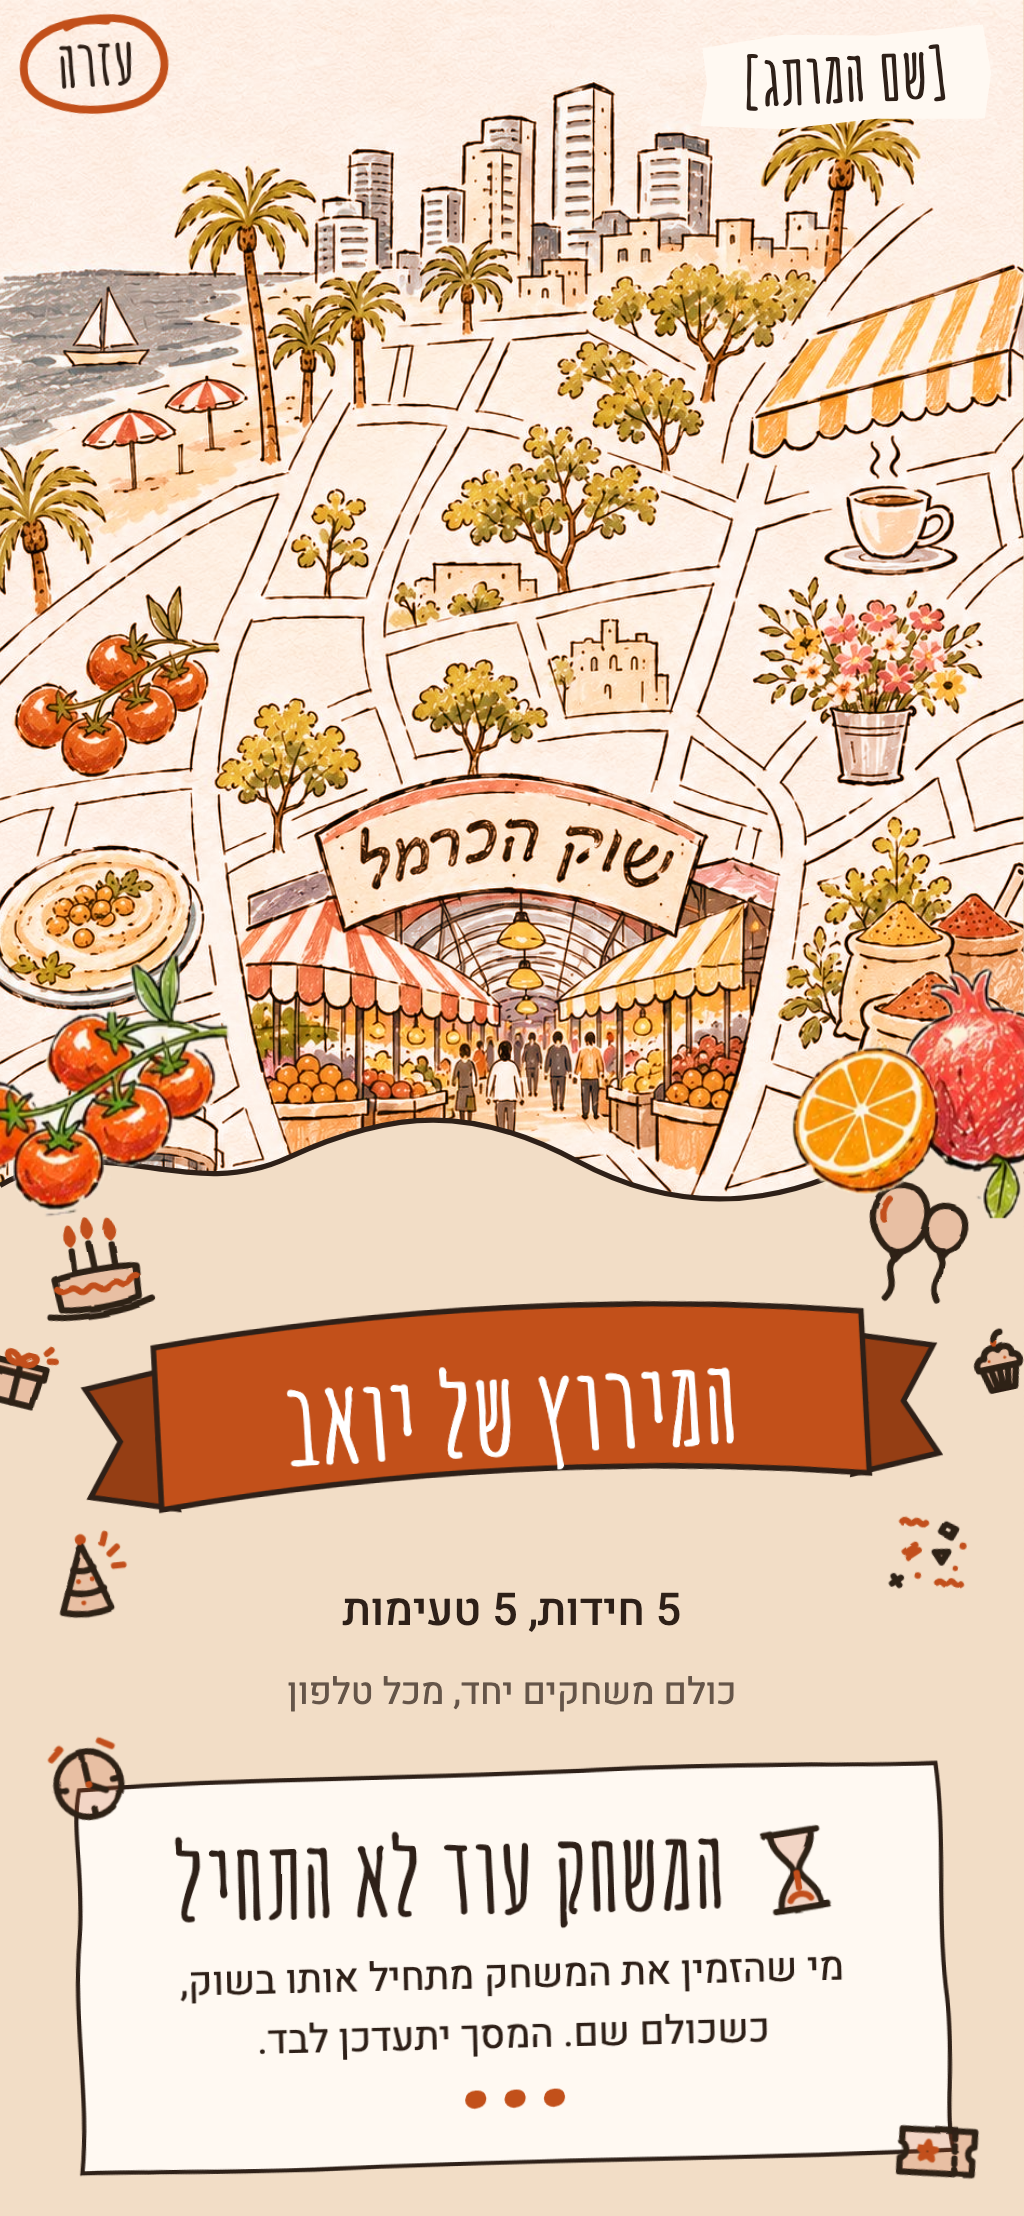 [שם המותג]
עזרה
שוק הכרמל
המירוץ של יואב
5 חידות, 5 טעימות
כולם משחקים יחד, מכל טלפון
המשחק עוד לא התחיל
מי שהזמין את המשחק מתחיל אותו בשוק,
כשכולם שם. המסך יתעדכן לבד.